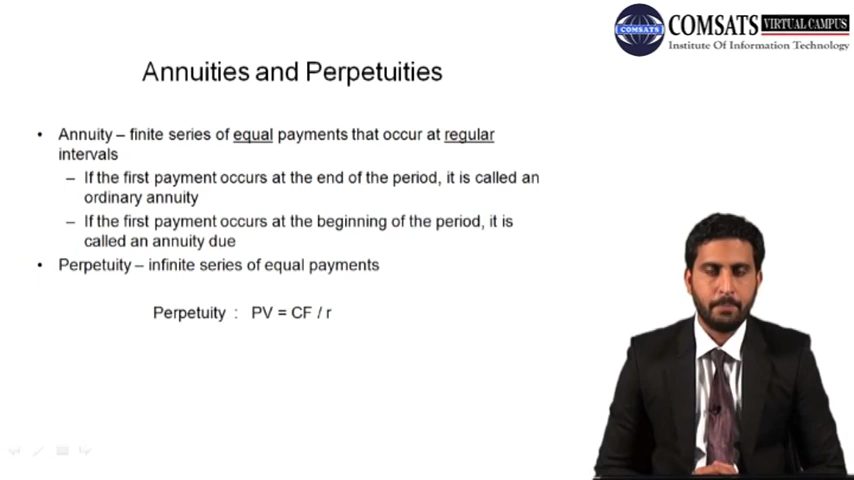 COMSATS VIRTUAL CAMPUS
COMSATS
Institute Of Information Technology
Annuities and Perpetuities
• Annuity – finite series of equal payments that occur at regular
intervals
– If the first payment occurs at the end of the period, it is called an
ordinary annuity
– If the first payment occurs at the beginning of the period, it is
called an annuity due
• Perpetuity – infinite series of equal payments
Perpetuity : PV = CF / r